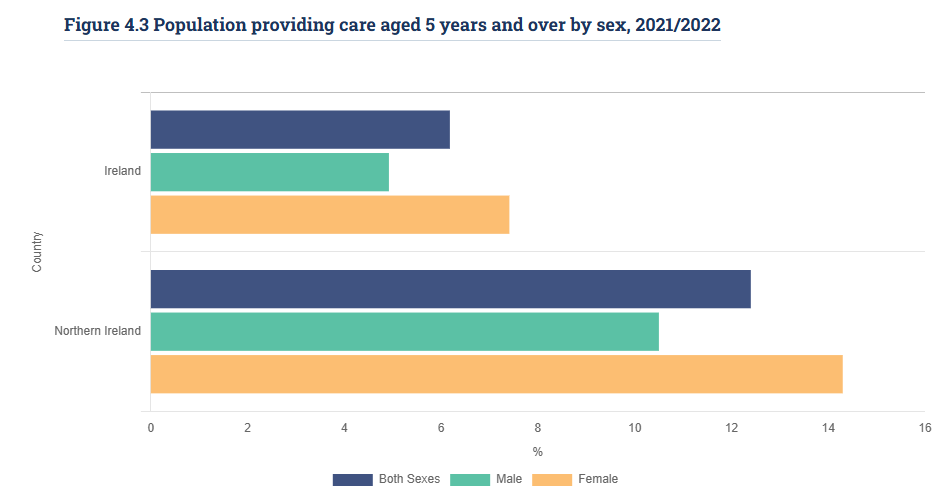 Figure 4.3 Population providing care aged 5 years and over by sex, 2021/2022
Country
Ireland
Northern Ireland
0 2 4 6 8 10 12 14 16
%
Both Sexes Male Female